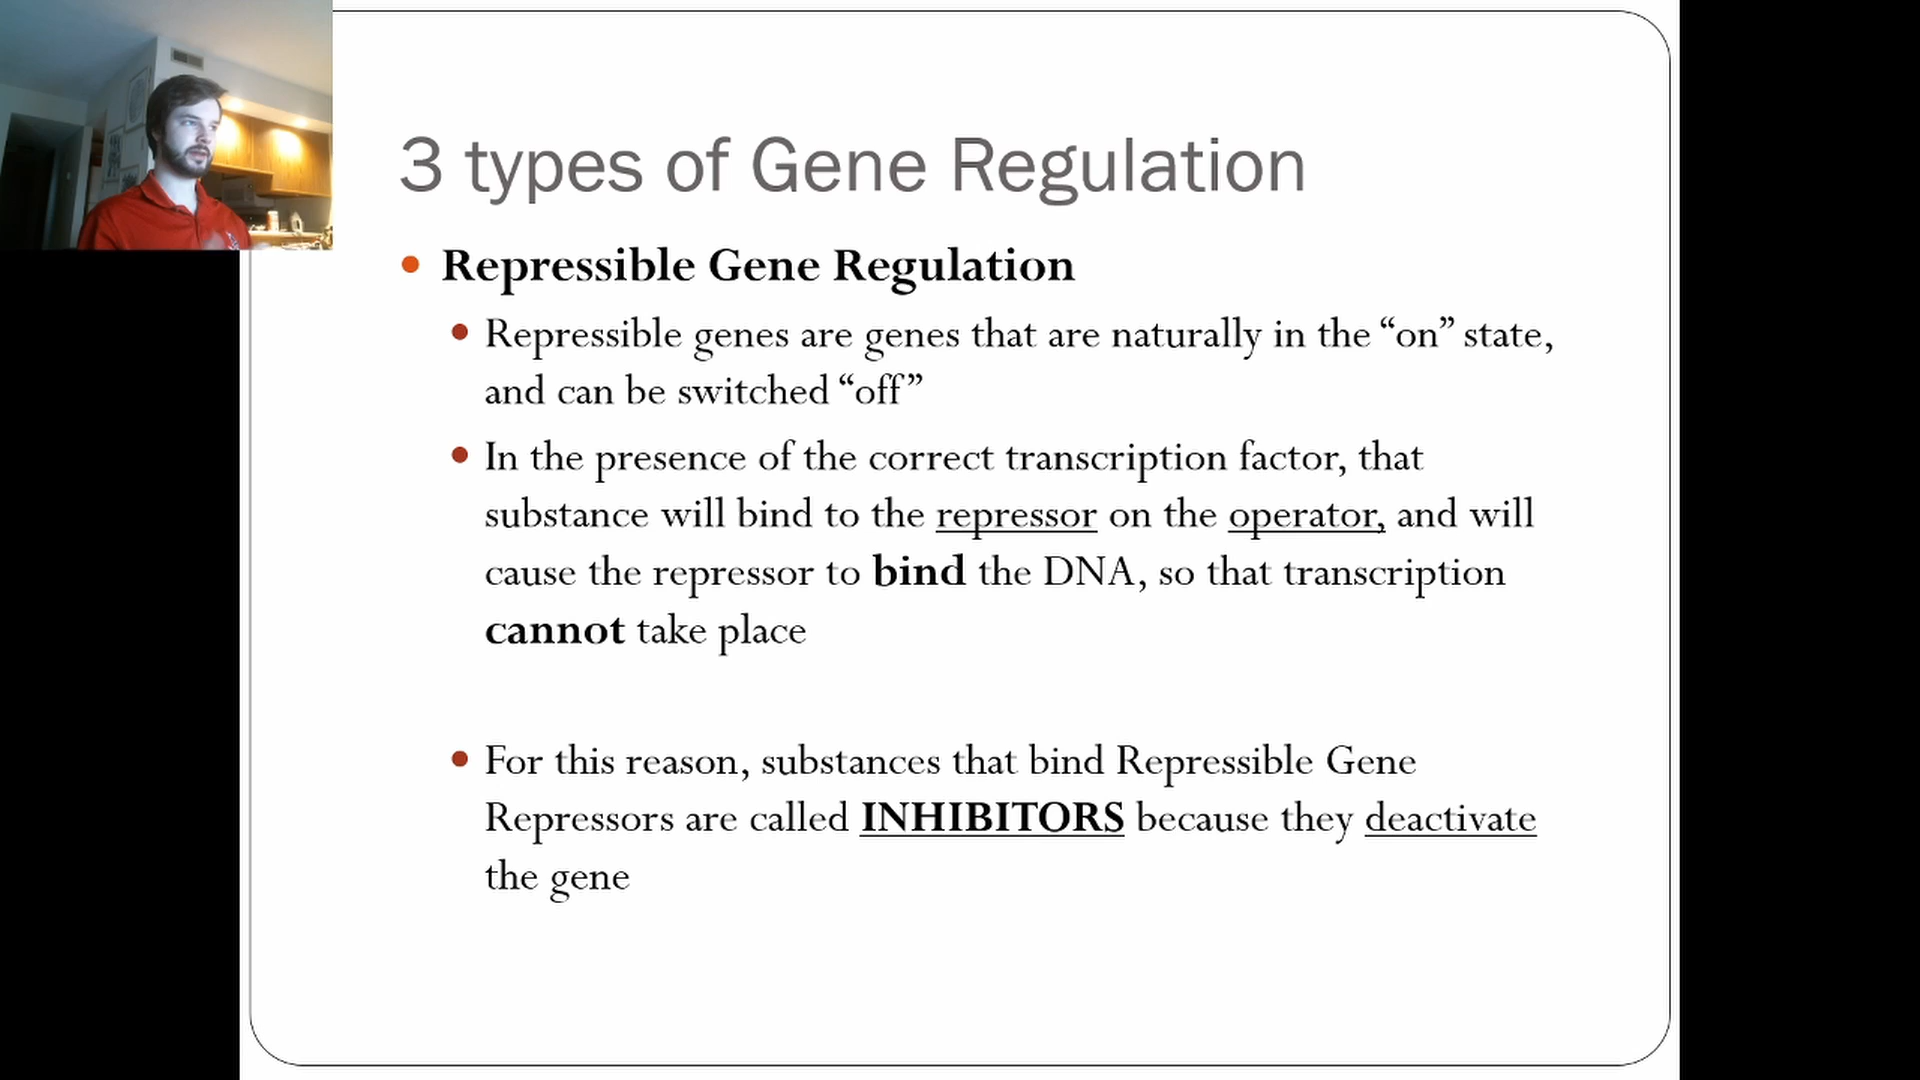 3 types of Gene Regulation
Repressible Gene Regulation
Repressible genes are genes that are naturally in the “on” state,
and can be switched “off”
In the presence of the correct transcription factor, that
substance will bind to the repressor on the operator, and will
cause the repressor to bind the DNA, so that transcription
cannot take place
For this reason, substances that bind Repressible Gene
Repressors are called INHIBITORS because they deactivate
the gene